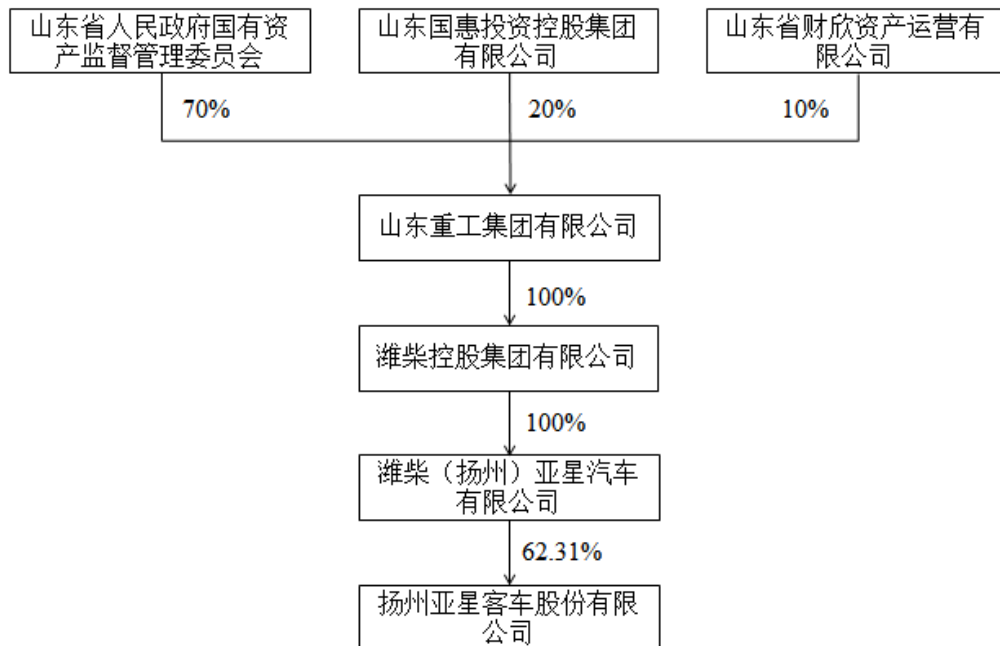 山东省人民政府国有资
产监督管理委员会
山东国惠投资控股集团
有限公司
山东省财欣资产运营有
限公司
70%
20%
10%
山东重工集团有限公司
100%
潍柴控股集团有限公司
100%
潍柴（扬州）亚星汽车
有限公司
62.31%
扬州亚星客车股份有限
公司